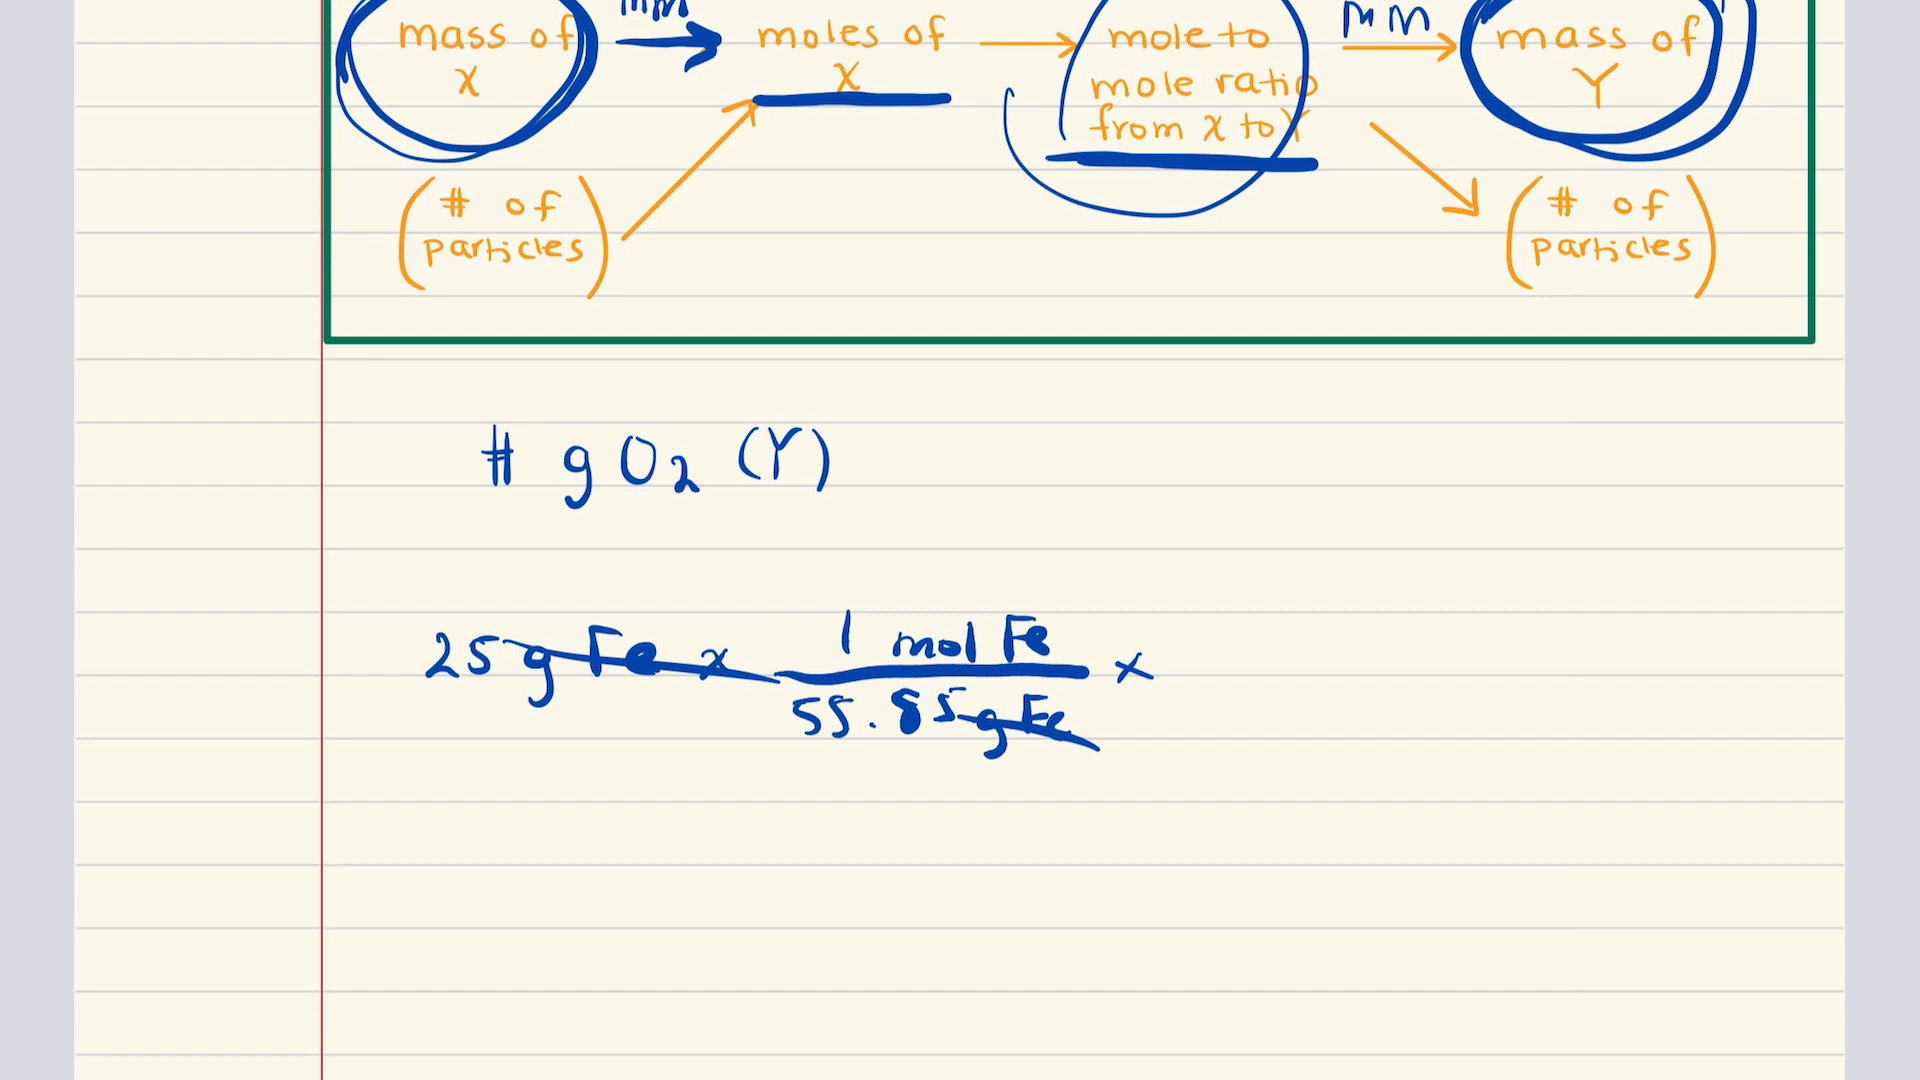 mass of X MM moles of X mole to mole ratio from X to Y MM mass of Y
(# of particles) (# of particles)
# g O2 (Y)
25 g Fe x 1 mol Fe x
55.85 g Fe